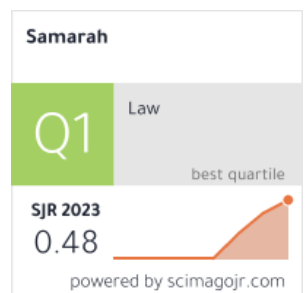 Samarah
Q1
Law
best quartile
SJR 2023
0.48
powered by scimagojr.com